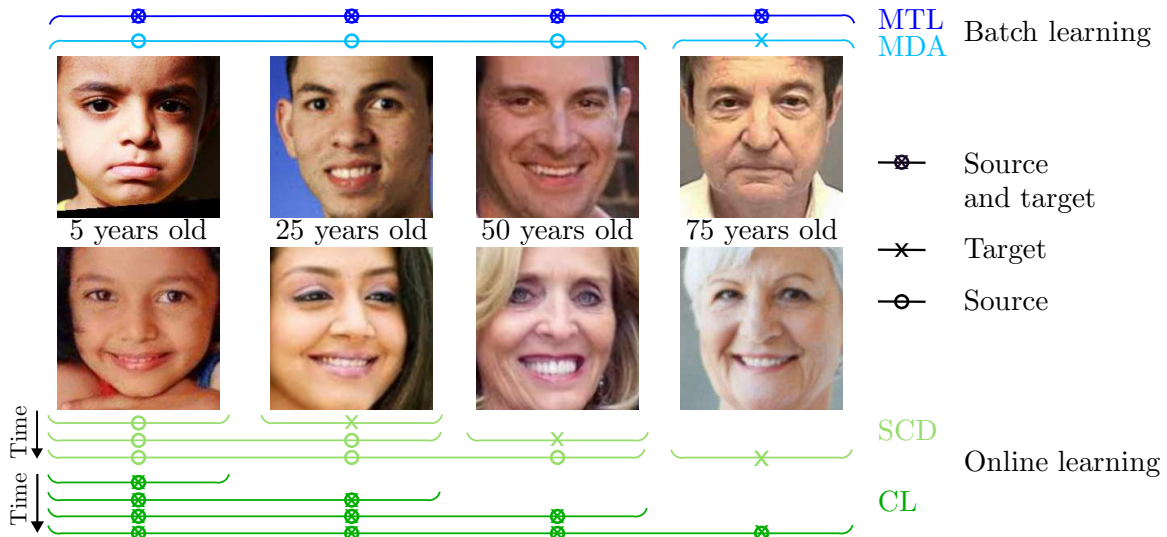 MTL
MDA
Batch learning
5 years old
25 years old
50 years old
75 years old
Source
and target
Target
Source
Time
SCD
Time
CL
Online learning